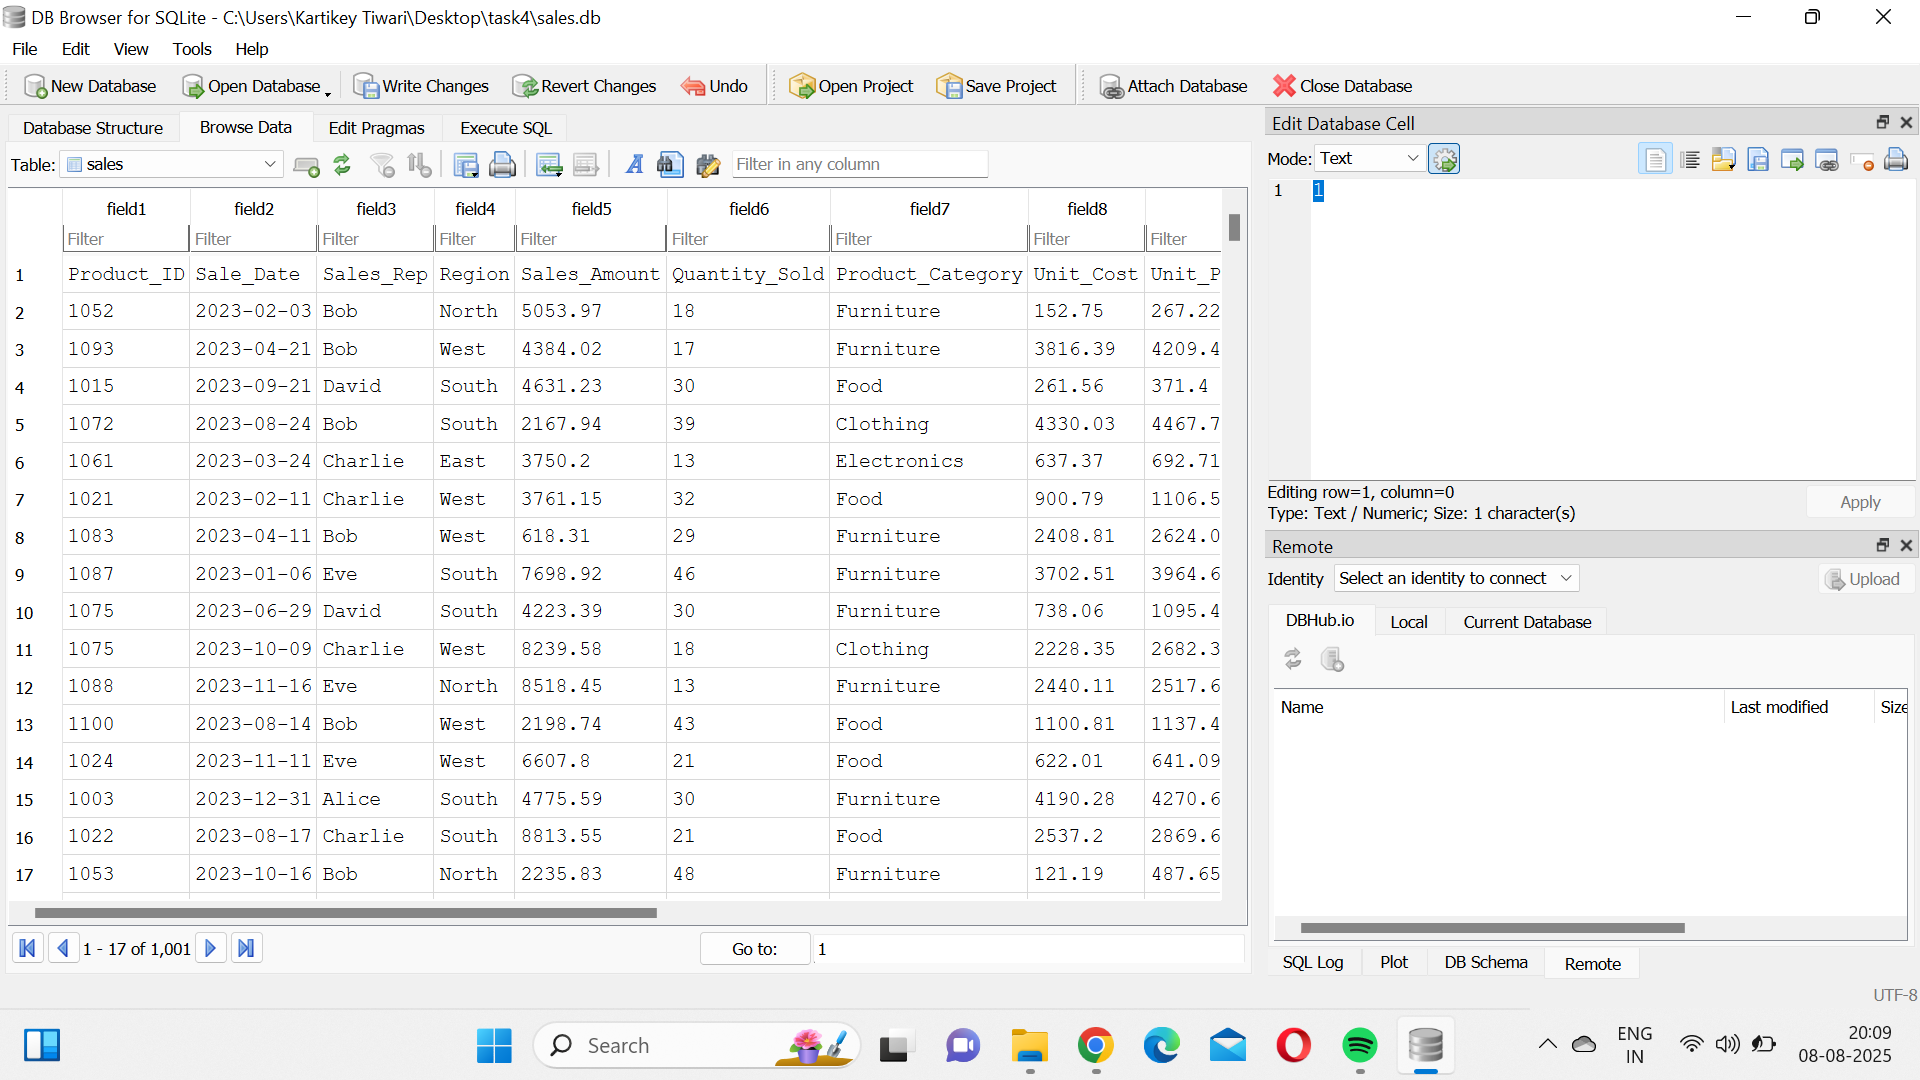 DB Browser for SQLite - C:\Users\Kartikey Tiwari\Desktop\task4\sales.db
File Edit View Tools Help
New Database Open Database Write Changes Revert Changes Undo Open Project Save Project Attach Database Close Database
Database Structure Browse Data Edit Pragmas Execute SQL
Table: sales Filter in any column
field1 field2 field3 field4 field5 field6 field7 field8
Filter Filter Filter Filter Filter Filter Filter Filter Filter
1 Product_ID Sale_Date Sales_Rep Region Sales_Amount Quantity_Sold Product_Category Unit_Cost Unit_P
2 1052 2023-02-03 Bob North 5053.97 18 Furniture 152.75 267.22
3 1093 2023-04-21 Bob West 4384.02 17 Furniture 3816.39 4209.4
4 1015 2023-09-21 David South 4631.23 30 Food 261.56 371.4
5 1072 2023-08-24 Bob South 2167.94 39 Clothing 4330.03 4467.7
6 1061 2023-03-24 Charlie East 3750.2 13 Electronics 637.37 692.71
7 1021 2023-02-11 Charlie West 3761.15 32 Food 900.79 1106.5
8 1083 2023-04-11 Bob West 618.31 29 Furniture 2408.81 2624.0
9 1087 2023-01-06 Eve South 7698.92 46 Furniture 3702.51 3964.6
10 1075 2023-06-29 David South 4223.39 30 Furniture 738.06 1095.4
11 1075 2023-10-09 Charlie West 8239.58 18 Clothing 2228.35 2682.3
12 1088 2023-11-16 Eve North 8518.45 13 Furniture 2440.11 2517.6
13 1100 2023-08-14 Bob West 2198.74 43 Food 1100.81 1137.4
14 1024 2023-11-11 Eve West 6607.8 21 Food 622.01 641.09
15 1003 2023-12-31 Alice South 4775.59 30 Furniture 4190.28 4270.6
16 1022 2023-08-17 Charlie South 8813.55 21 Food 2537.2 2869.6
17 1053 2023-10-16 Bob North 2235.83 48 Furniture 121.19 487.65
1 - 17 of 1,001 Go to: 1
Edit Database Cell
Mode: Text
1 1
Editing row=1, column=0
Type: Text / Numeric; Size: 1 character(s)
Apply
Remote
Identity Select an identity to connect Upload
DBHub.io Local Current Database
Name Last modified Size
SQL Log Plot DB Schema Remote
UTF-8
Search
ENG
IN
20:09
08-08-2025